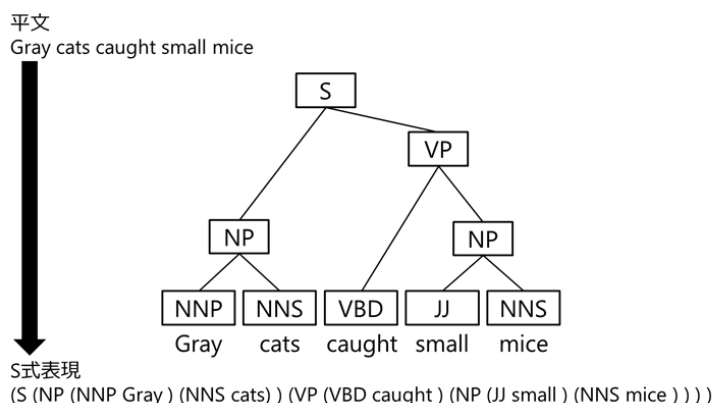 平文
Gray cats caught small mice
S
VP
NP
NP
NNP NNS VBD JJ NNS
Gray cats caught small mice
S式表現
(S (NP (NNP Gray ) (NNS cats) ) (VP (VBD caught ) (NP (JJ small ) (NNS mice ) ) ) )